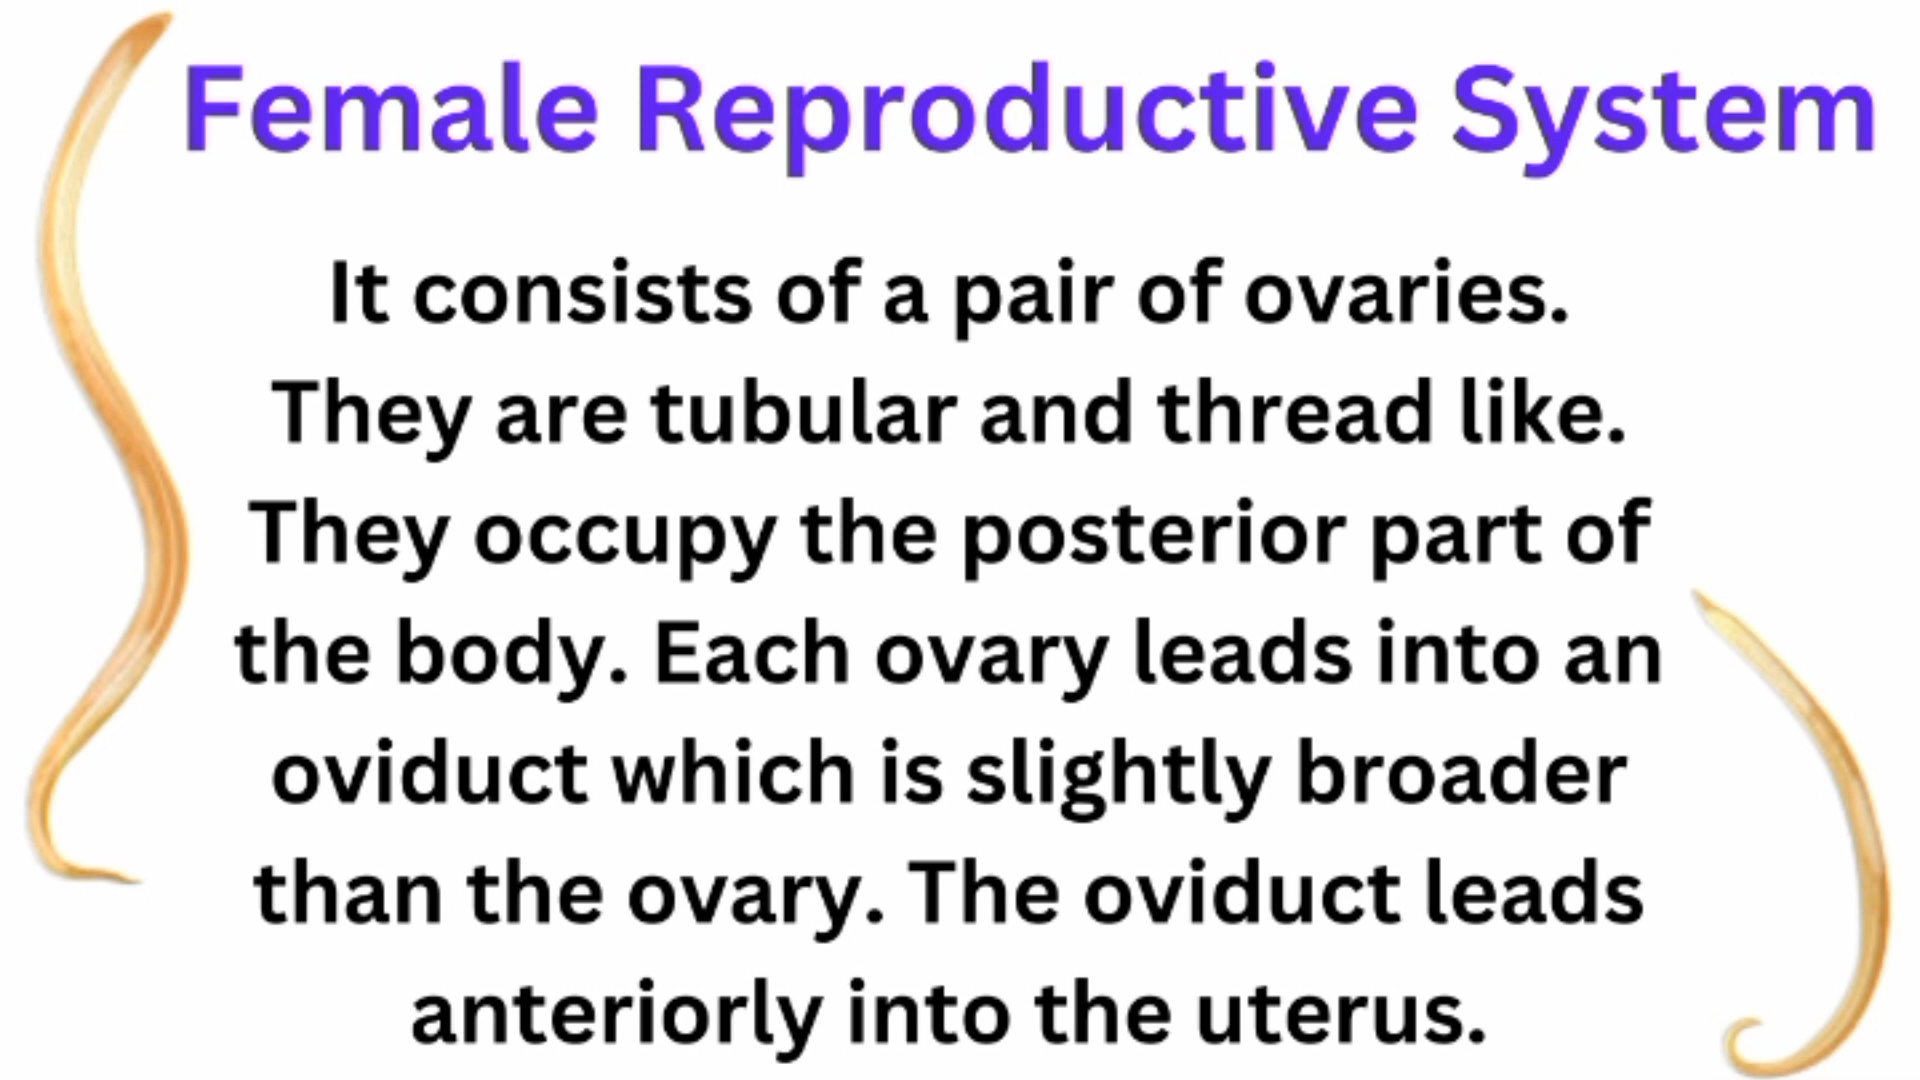 Female Reproductive System
It consists of a pair of ovaries.
They are tubular and thread like.
They occupy the posterior part of
the body. Each ovary leads into an
oviduct which is slightly broader
than the ovary. The oviduct leads
anteriorly into the uterus.